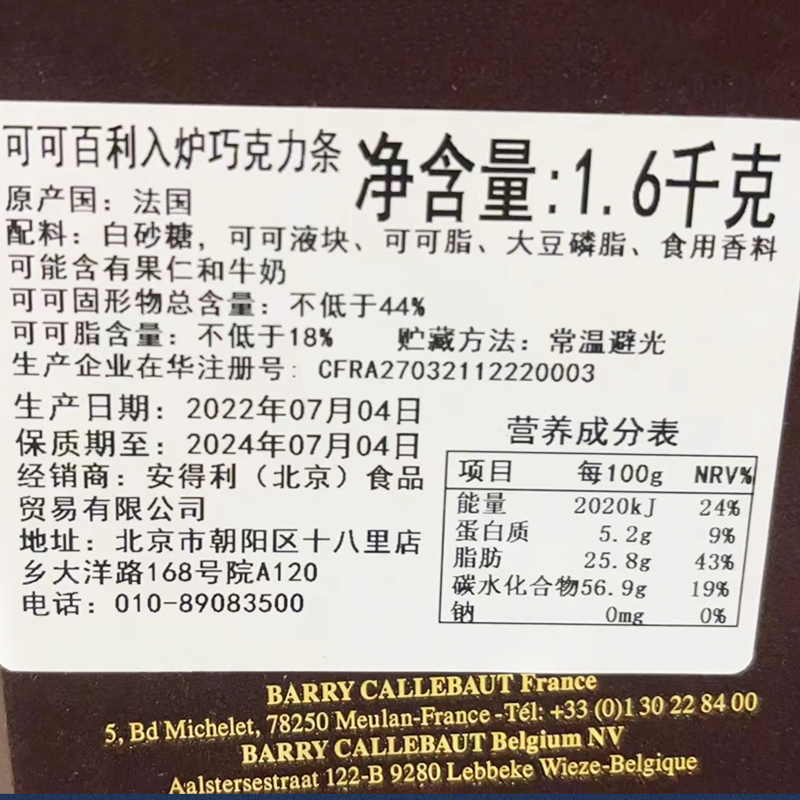 可可百利入炉巧克力条 净含量:1.6千克
原产国：法国
配料：白砂糖，可可液块、可可脂、大豆磷脂、食用香料
可能含有果仁和牛奶
可可固形物总含量：不低于44%
可可脂含量：不低于18% 贮藏方法：常温避光
生产企业在华注册号: CFRA27032112220003
生产日期：2022年07月04日
保质期至：2024年07月04日
经销商：安得利（北京）食品
贸易有限公司
地址：北京市朝阳区十八里店
乡大洋路168号院A120
电话：010-89083500
营养成分表
项目 每100g NRV%
能量 2020kJ 24%
蛋白质 5.2g 9%
脂肪 25.8g 43%
碳水化合物56.9g 19%
钠 0mg 0%
BARRY CALLEBAUT France
5, Bd Michelet, 78250 Meulan-France-Tél: +33 (0)1 30 22 84 00
BARRY CALLEBAUT Belgium NV
Aalstersestraat 122-B 9280 Lebbeke Wieze-Belgique